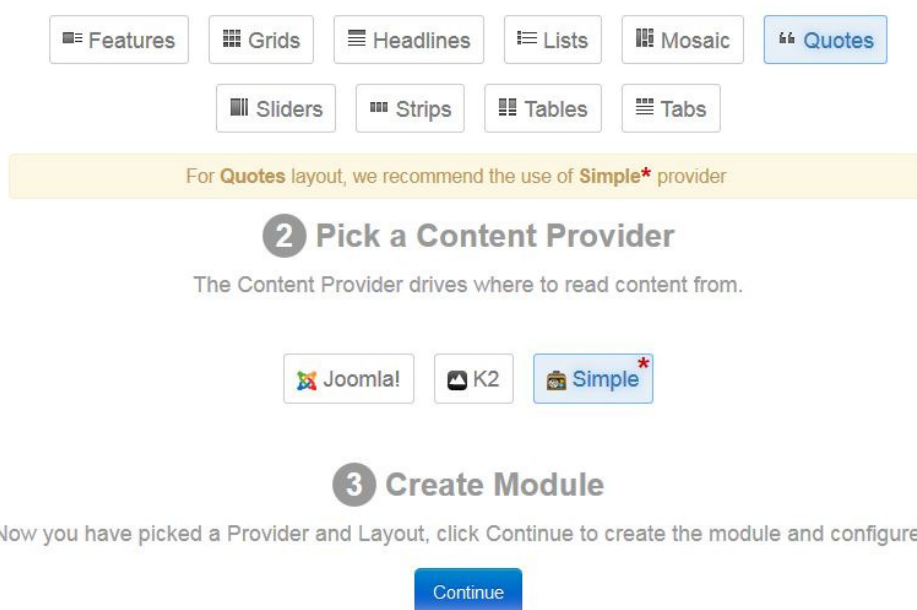 Features Grids Headlines Lists Mosaic Quotes
Sliders Strips Tables Tabs
For Quotes layout, we recommend the use of Simple* provider
2 Pick a Content Provider
The Content Provider drives where to read content from.
Joomla! K2 Simple*
3 Create Module
Now you have picked a Provider and Layout, click Continue to create the module and configure
Continue